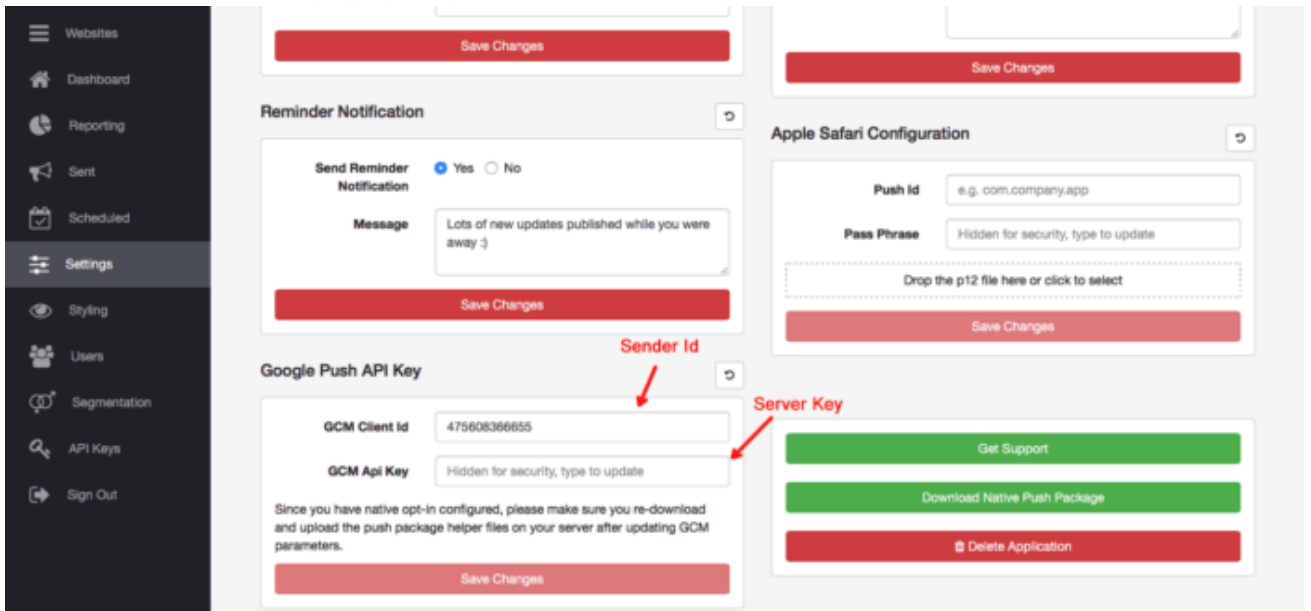 Websites
Dashboard
Reporting
Sent
Scheduled
Settings
Styling
Users
Segmentation
API Keys
Sign Out
Save Changes
Reminder Notification
Send Reminder
Notification
Yes
No
Message
Lots of new updates published while you were
away :)
Save Changes
Sender Id
Google Push API Key
GCM Client Id
475608366655
GCM Api Key
Hidden for security, type to update
Since you have native opt-in configured, please make sure you re-download
and upload the push package helper files on your server after updating GCM
parameters.
Save Changes
Save Changes
Apple Safari Configuration
Push Id
e.g. com.company.app
Pass Phrase
Hidden for security, type to update
Drop the p12 file here or click to select
Save Changes
Server Key
Get Support
Download Native Push Package
Delete Application